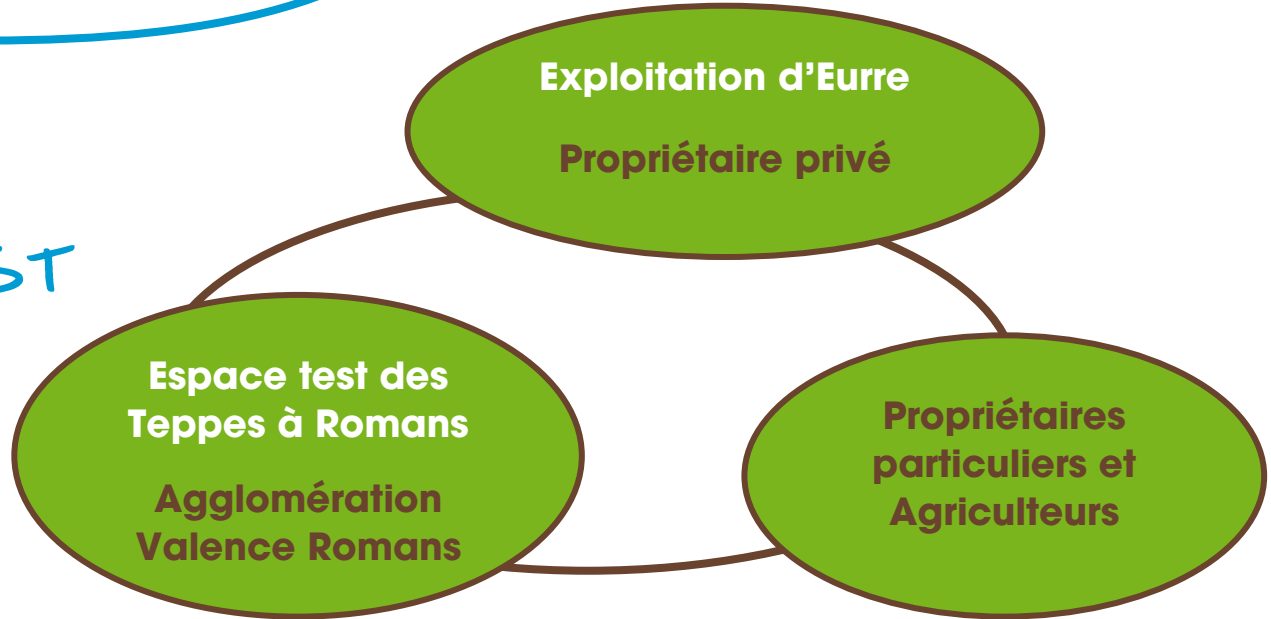 Exploitation d'Eurre
Propriétaire privé
Espace test des
Teppes à Romans
Agglomération
Valence Romans
Propriétaires
particuliers et
Agriculteurs